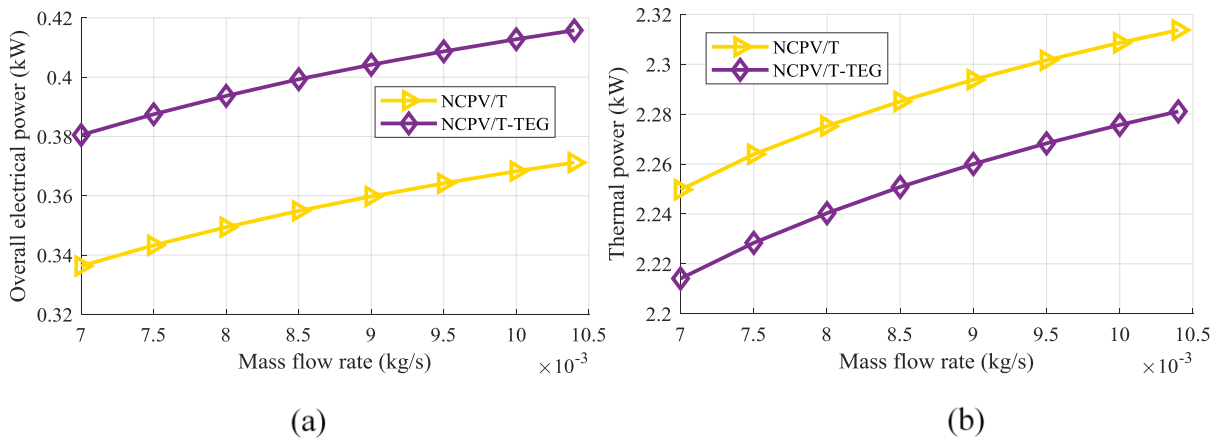 Overall electrical power (kW)
0.42
0.4
0.38
0.36
0.34
0.32
NCPV/T
NCPV/T-TEG
7 7.5 8 8.5 9 9.5 10 10.5
Mass flow rate (kg/s)
×10⁻³
(a)
Thermal power (kW)
2.32
2.3
2.28
2.26
2.24
2.22
2.2
NCPV/T
NCPV/T-TEG
7 7.5 8 8.5 9 9.5 10 10.5
Mass flow rate (kg/s)
×10⁻³
(b)